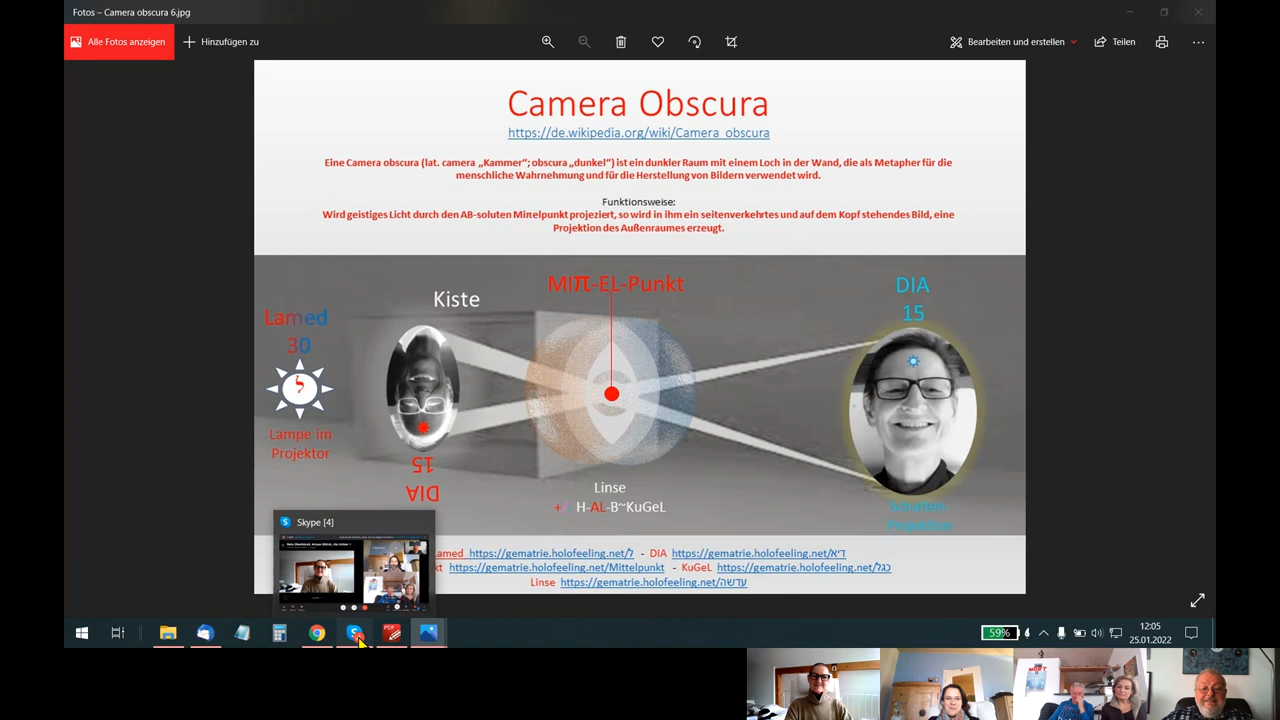 Fotos – Camera obscura 6.jpg
Alle Fotos anzeigen
Hinzufügen zu
Bearbeiten und erstellen
Teilen
Camera Obscura
https://de.wikipedia.org/wiki/Camera_obscura
Eine Camera obscura (lat. camera „Kammer“; obscura „dunkel“) ist ein dunkler Raum mit einem Loch in der Wand, die als Metapher für die
menschliche Wahrnehmung und für die Herstellung von Bildern verwendet wird.
Funktionsweise:
Wird geistiges Licht durch den AB-soluten Miπelpunkt projeziert, so wird in ihm ein seitenverkehrtes und auf dem Kopf stehendes Bild, eine
Projektion des Außenraumes erzeugt.
MIπ-EL-Punkt
DIA
15
Kiste
Lamed
30
ל
Lampe im
Projektor
15
DIA
Linse
+/- H-AL-B~KuGeL
Skype [4]
Lamed https://gematrie.holofeeling.net/ל - DIA https://gematrie.holofeeling.net/דיא
kt https://gematrie.holofeeling.net/Mittelpunkt - KuGeL https://gematrie.holofeeling.net/כגל
Linse https://gematrie.holofeeling.net/עדשה
59%
12:05
25.01.2022